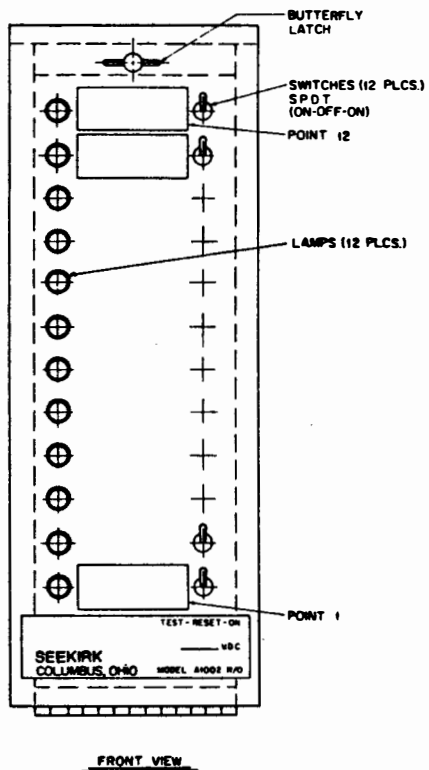 BUTTERFLY
LATCH
SWITCHES (12 PLCS.)
SPDT
(ON-OFF-ON)
POINT 12
LAMPS (12 PLCS.)
POINT 1
TEST-RESET-ON
____ VDC
SEEKIRK
COLUMBUS, OHIO MODEL A1002 R/O
FRONT VIEW